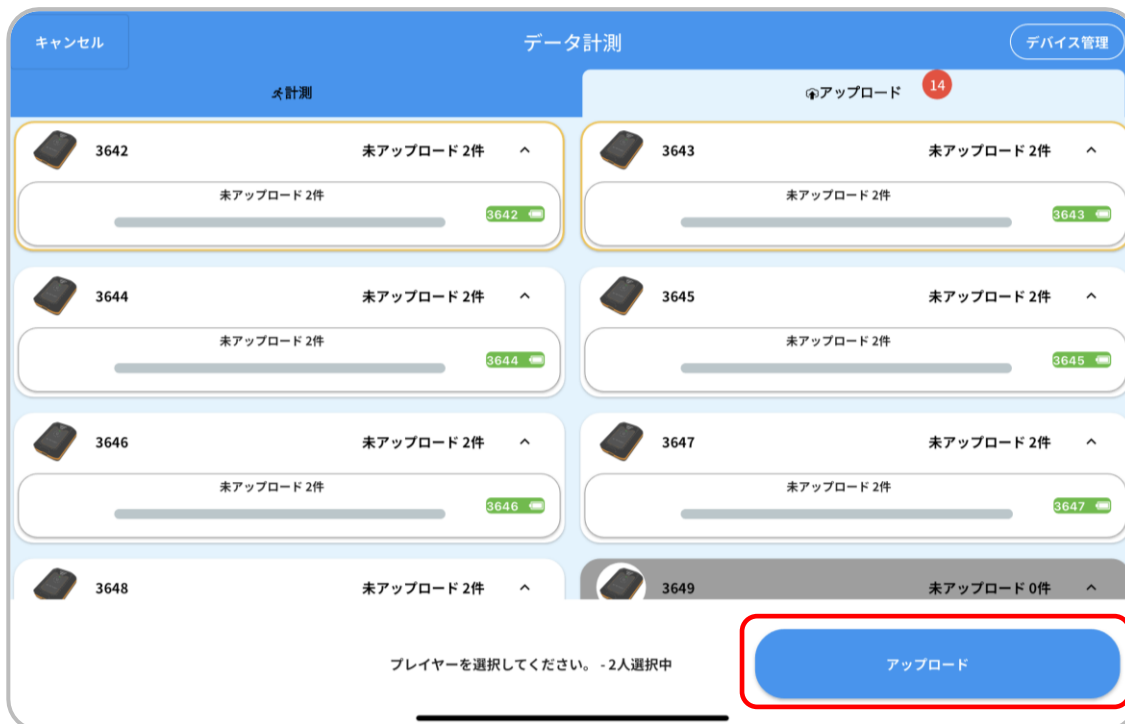 キャンセル
データ計測
デバイス管理
計測
アップロード
14
3642
未アップロード 2件
3643
未アップロード 2件
未アップロード 2件
3642
未アップロード 2件
3643
3644
未アップロード 2件
3645
未アップロード 2件
未アップロード 2件
3644
未アップロード 2件
3645
3646
未アップロード 2件
3647
未アップロード 2件
未アップロード 2件
3646
未アップロード 2件
3647
3648
未アップロード 2件
3649
未アップロード 0件
プレイヤーを選択してください。 - 2人選択中
アップロード